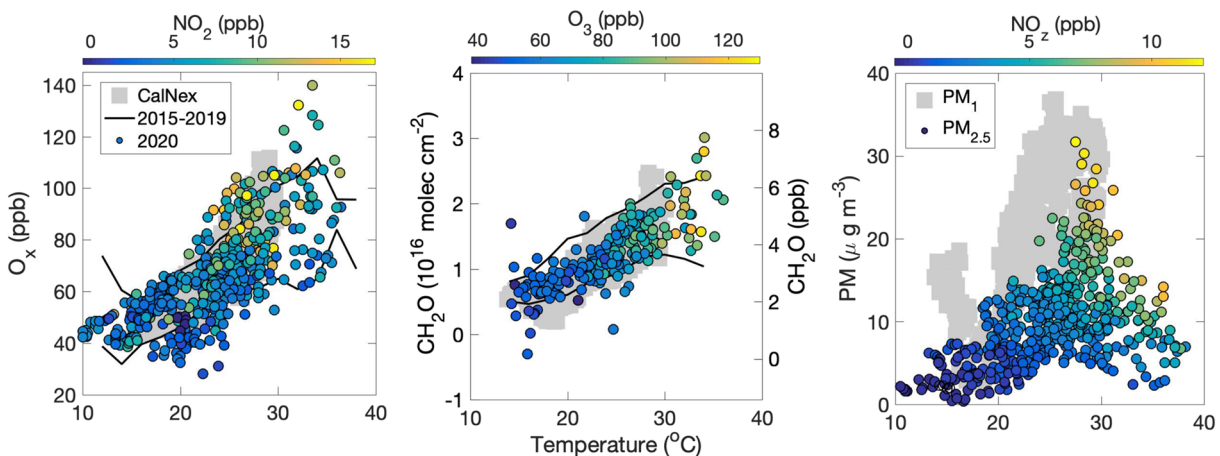 NO2 (ppb)
0 5 10 15
140
120
100
80
60
40
20
Ox (ppb)
CalNex
2015-2019
2020
10 20 30 40
O3 (ppb)
40 60 80 100 120
4
3
2
1
0
-1
CH2O (10^16 molec cm^-2)
8
6
4
2
0
CH2O (ppb)
10 20 30 40
Temperature (°C)
NOz (ppb)
0 5 10
40
30
20
10
0
PM (μ g m^-3)
PM1
PM2.5
10 20 30 40